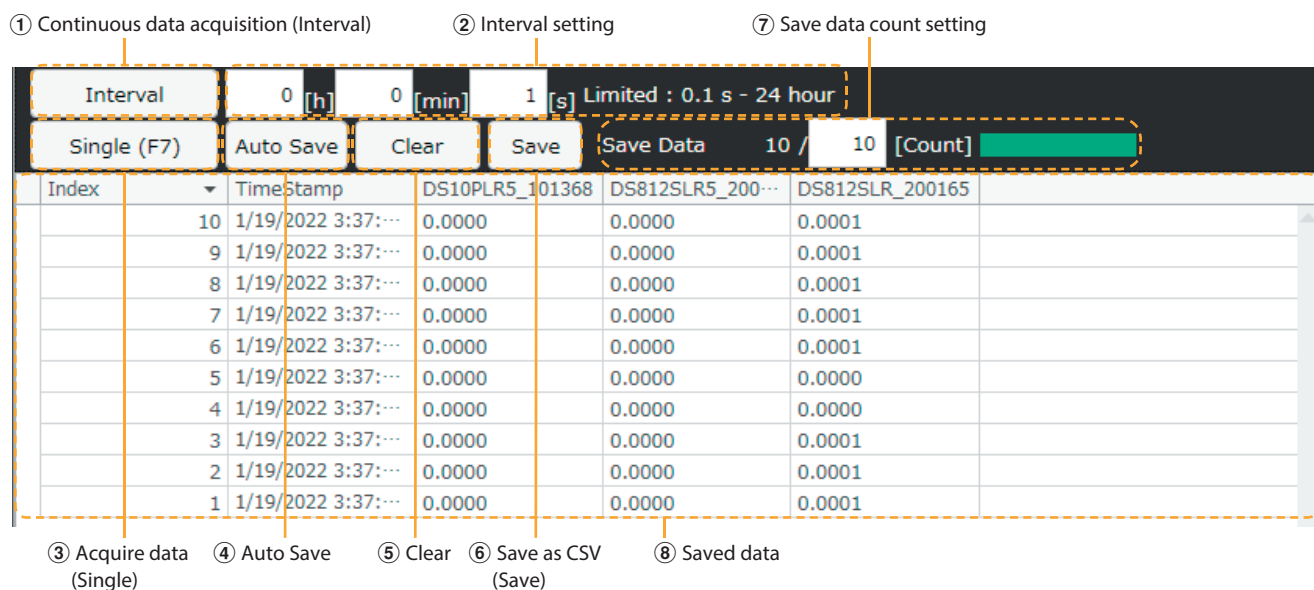 ① Continuous data acquisition (Interval) ② Interval setting ⑦ Save data count setting
Interval 0 [h] 0 [min] 1 [s] Limited : 0.1 s - 24 hour
Single (F7) Auto Save Clear Save Save Data 10 / 10 [Count]
Index TimeStamp DS10PLR5_101368 DS812SLR5_200··· DS812SLR_200165
10 1/19/2022 3:37:··· 0.0000 0.0000 0.0001
9 1/19/2022 3:37:··· 0.0000 0.0000 0.0001
8 1/19/2022 3:37:··· 0.0000 0.0000 0.0001
7 1/19/2022 3:37:··· 0.0000 0.0000 0.0001
6 1/19/2022 3:37:··· 0.0000 0.0000 0.0001
5 1/19/2022 3:37:··· 0.0000 0.0000 0.0000
4 1/19/2022 3:37:··· 0.0000 0.0000 0.0000
3 1/19/2022 3:37:··· 0.0000 0.0000 0.0001
2 1/19/2022 3:37:··· 0.0000 0.0000 0.0001
1 1/19/2022 3:37:··· 0.0000 0.0000 0.0001
③ Acquire data ④ Auto Save ⑤ Clear ⑥ Save as CSV ⑧ Saved data
(Single) (Save)